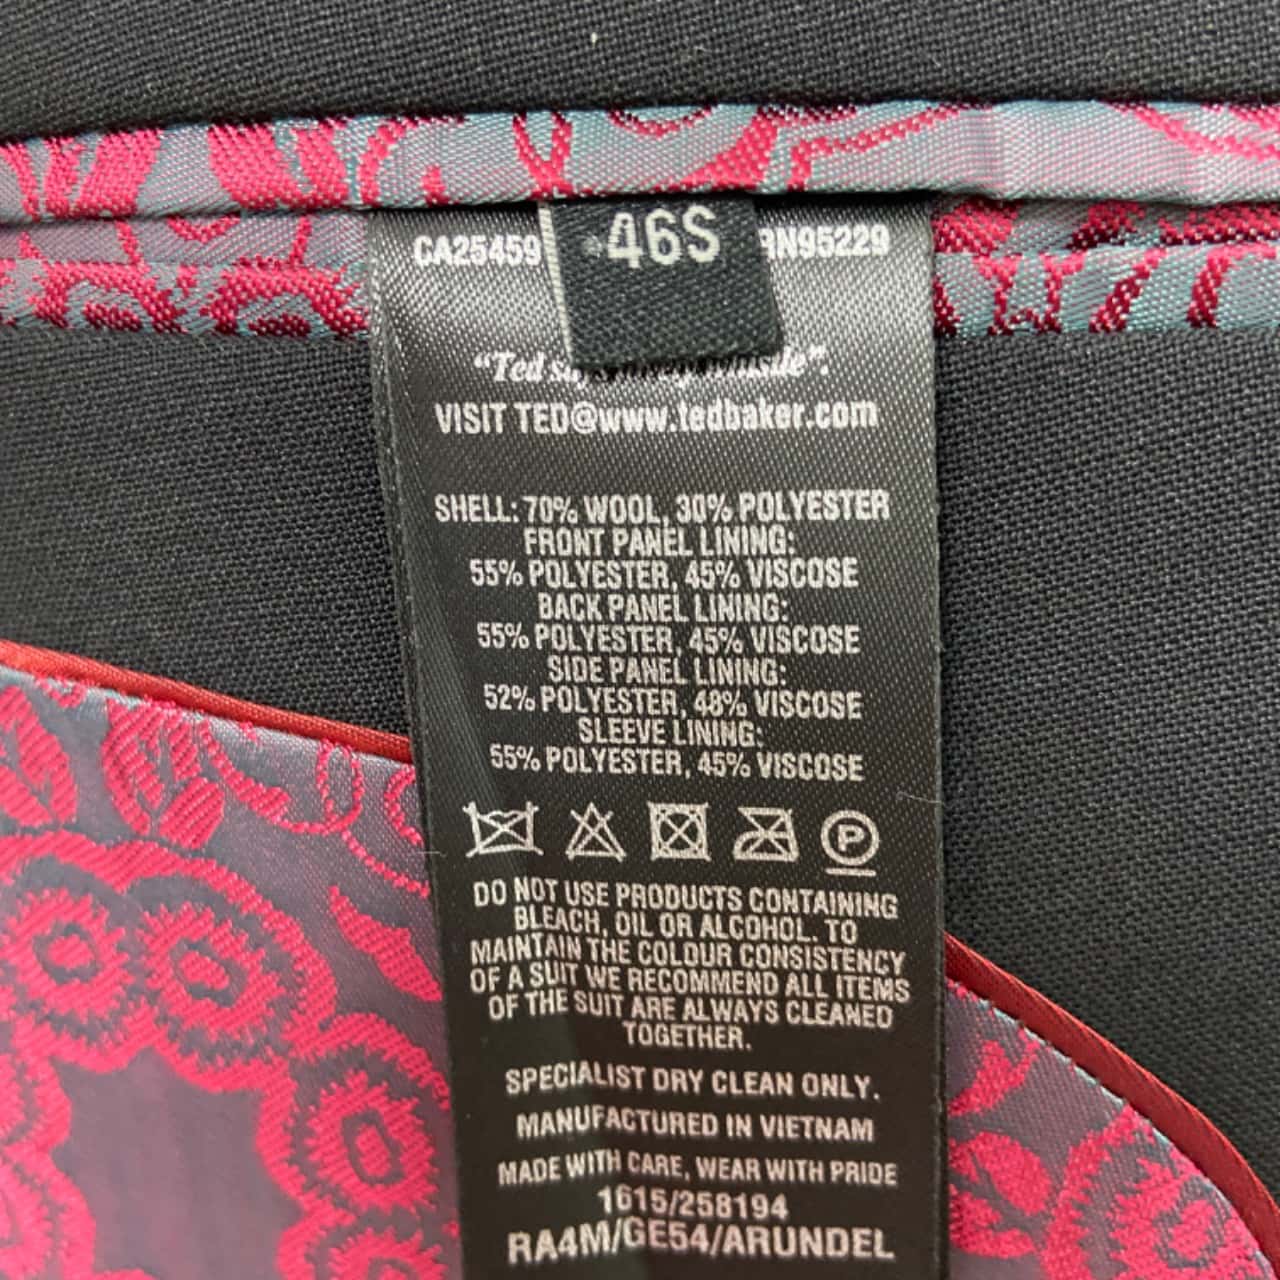 46S
CA25459 RN95229
"Ted says
VISIT TED@www.tedbaker.com
SHELL: 70% WOOL, 30% POLYESTER
FRONT PANEL LINING:
55% POLYESTER, 45% VISCOSE
BACK PANEL LINING:
55% POLYESTER, 45% VISCOSE
SIDE PANEL LINING:
52% POLYESTER, 48% VISCOSE
SLEEVE LINING:
55% POLYESTER, 45% VISCOSE
P
DO NOT USE PRODUCTS CONTAINING
BLEACH, OIL OR ALCOHOL. TO
MAINTAIN THE COLOUR CONSISTENCY
OF A SUIT WE RECOMMEND ALL ITEMS
OF THE SUIT ARE ALWAYS CLEANED
TOGETHER.
SPECIALIST DRY CLEAN ONLY.
MANUFACTURED IN VIETNAM
MADE WITH CARE, WEAR WITH PRIDE
1615/258194
RA4M/GE54/ARUNDEL